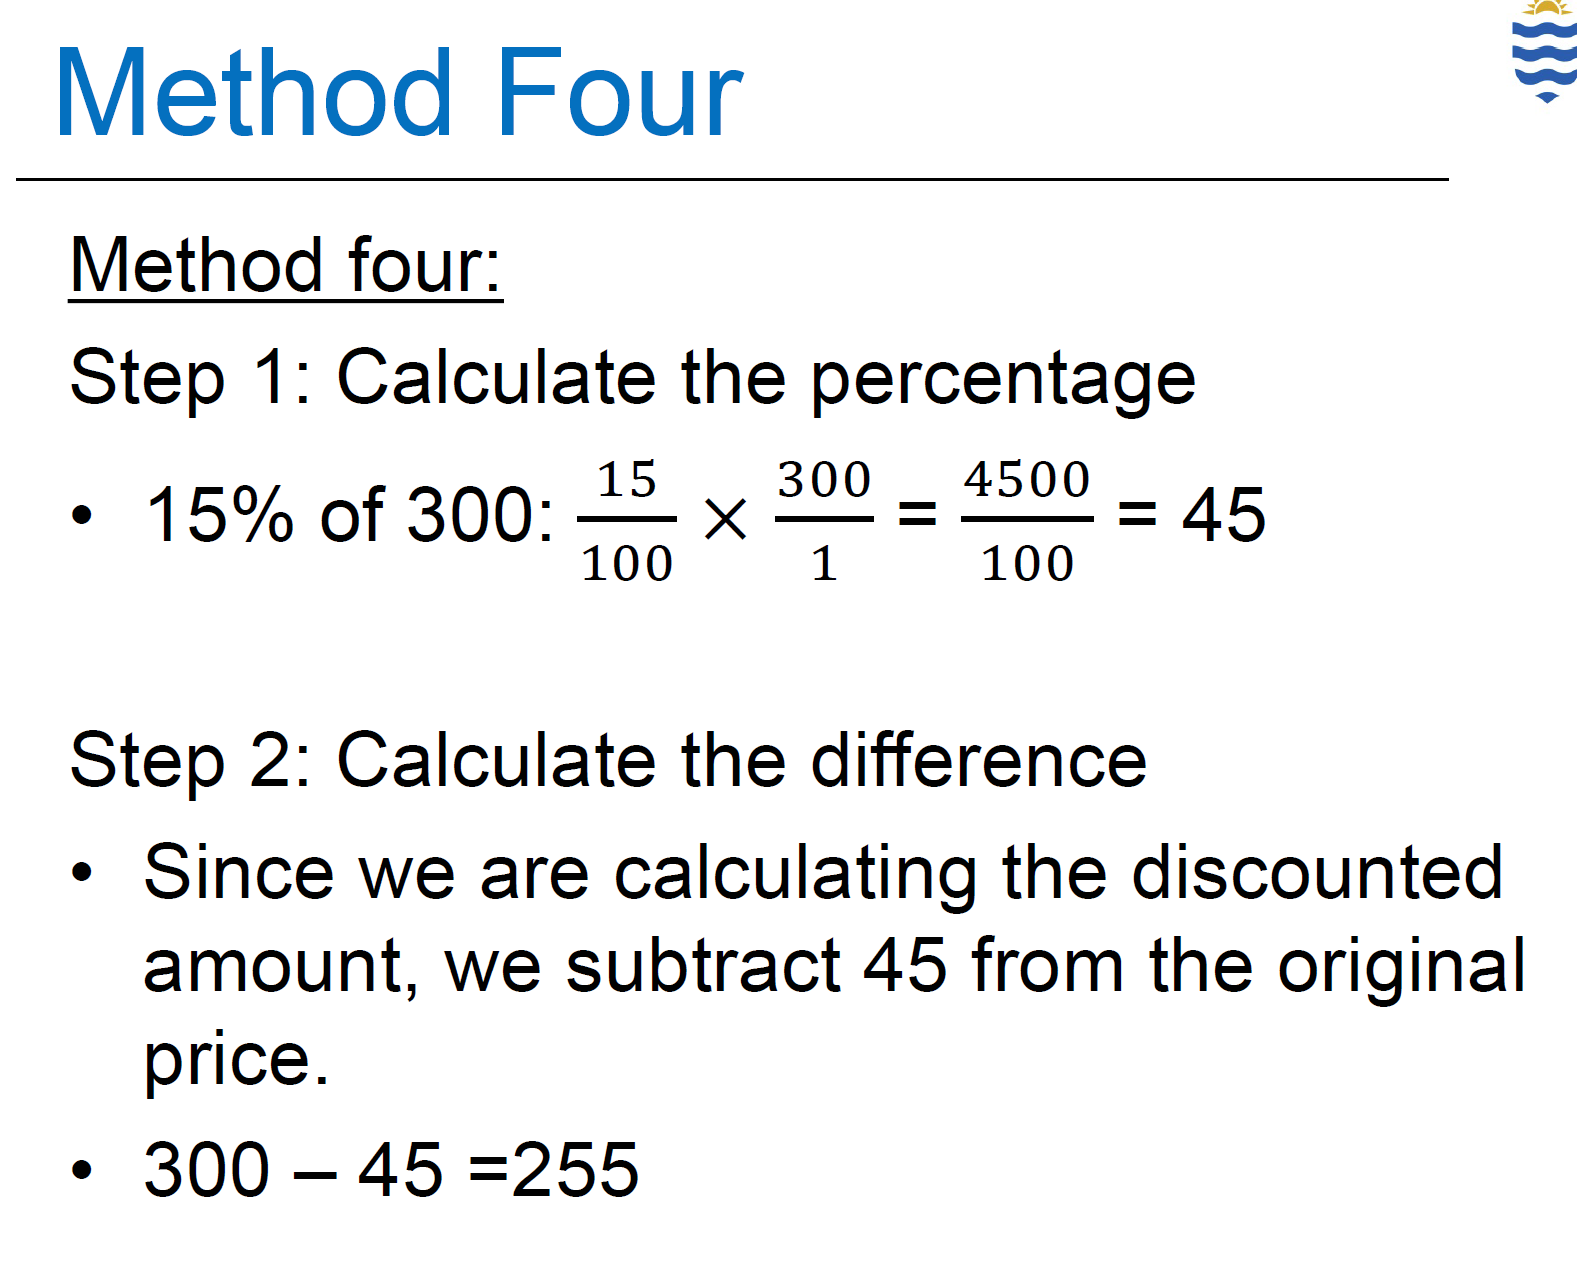 Method Four
Method four:
Step 1: Calculate the percentage
• 15% of 300: 15/100 × 300/1 = 4500/100 = 45
Step 2: Calculate the difference
• Since we are calculating the discounted
amount, we subtract 45 from the original
price.
• 300 – 45 =255